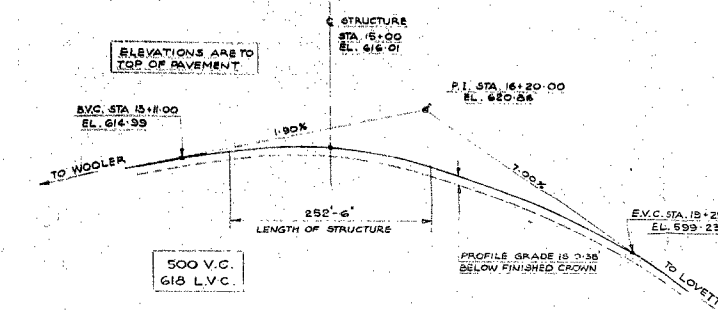 ℄ STRUCTURE
STA. 15+00
EL. 616.01
ELEVATIONS ARE TO
TOP OF PAVEMENT
P.I. STA. 16+20.00
EL. 620.86
B.V.C. STA 13+11.00
EL. 614.99
1.90%
TO WOOLER
7.00%
252'-6"
LENGTH OF STRUCTURE
E.V.C. STA. 19+2
EL. 599.23
PROFILE GRADE IS 0.38'
BELOW FINISHED CROWN
500 V.C.
618 L.V.C.
TO LOVETT